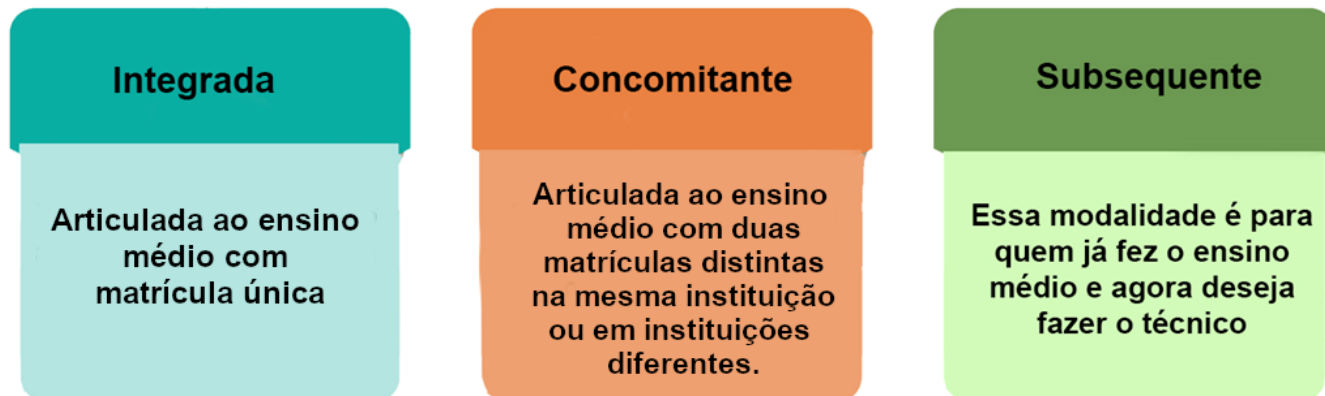 Integrada
Articulada ao ensino
médio com
matrícula única
Concomitante
Articulada ao ensino
médio com duas
matrículas distintas
na mesma instituição
ou em instituições
diferentes.
Subsequente
Essa modalidade é para
quem já fez o ensino
médio e agora deseja
fazer o técnico